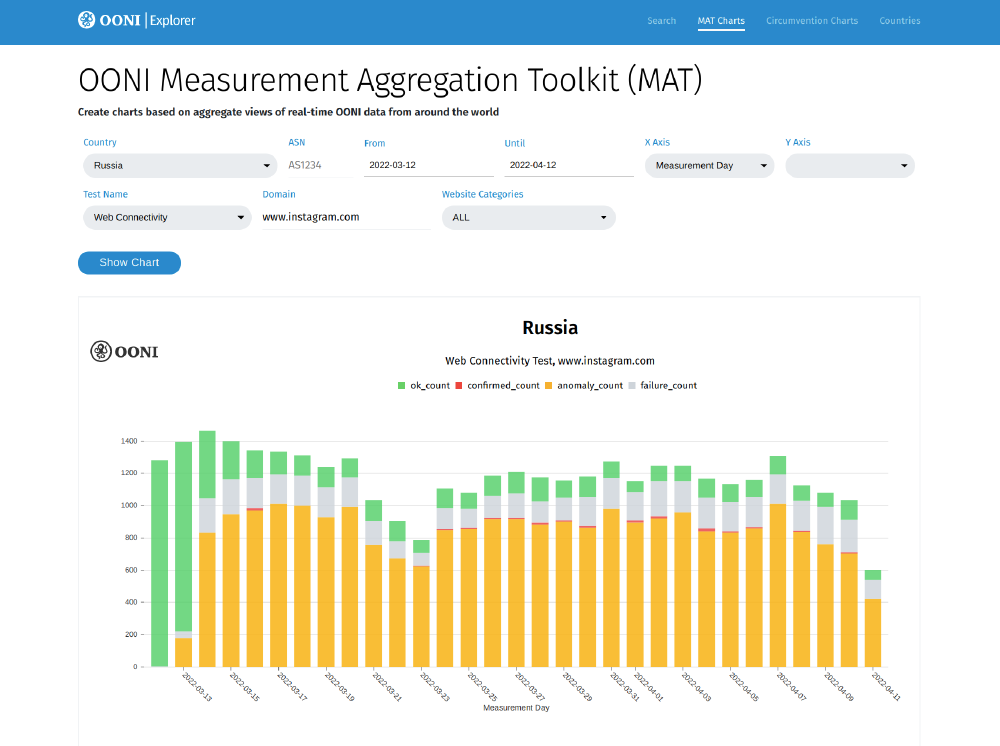 OONI | Explorer
Search MAT Charts Circumvention Charts Countries
OONI Measurement Aggregation Toolkit (MAT)
Create charts based on aggregate views of real-time OONI data from around the world
Country ASN From Until X Axis Y Axis
Russia AS1234 2022-03-12 2022-04-12 Measurement Day
Test Name Domain Website Categories
Web Connectivity www.instagram.com ALL
Show Chart
Russia
OONI
Web Connectivity Test, www.instagram.com
ok_count confirmed_count anomaly_count failure_count
1400
1200
1000
800
600
400
200
0
2022-03-13 2022-03-15 2022-03-17 2022-03-19 2022-03-21 2022-03-23 2022-03-25 2022-03-27 2022-03-29 2022-03-31 2022-04-01 2022-04-03 2022-04-05 2022-04-07 2022-04-09 2022-04-11
Measurement Day